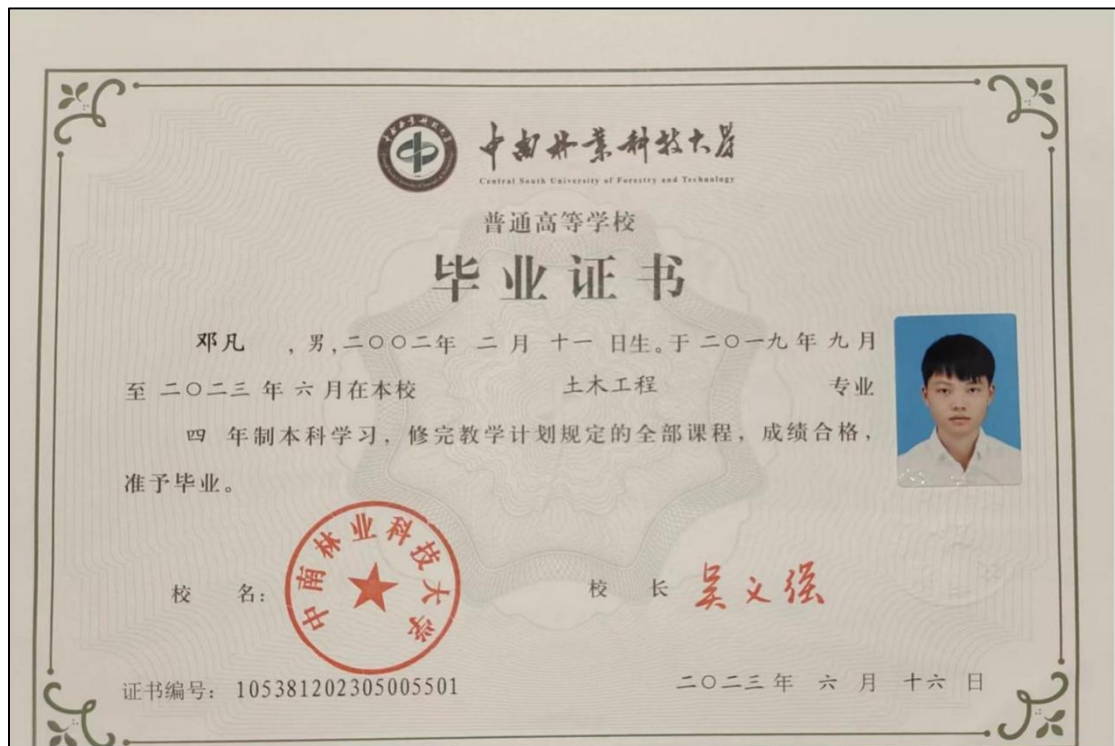 中南林业科技大学
Central South University of Forestry and Technology
普通高等学校
毕业证书
邓凡 ,男,二〇〇二年 二月 十一 日生。于二〇一九年九月
至 二〇二三 年 六 月在本校 土木工程 专业
四 年制本科学习，修完教学计划规定的全部课程，成绩合格，
准予毕业。
中南林业科技大学
校 名： 校 长 吴义强
证书编号： 105381202305005501 二〇二三年 六 月 十六 日